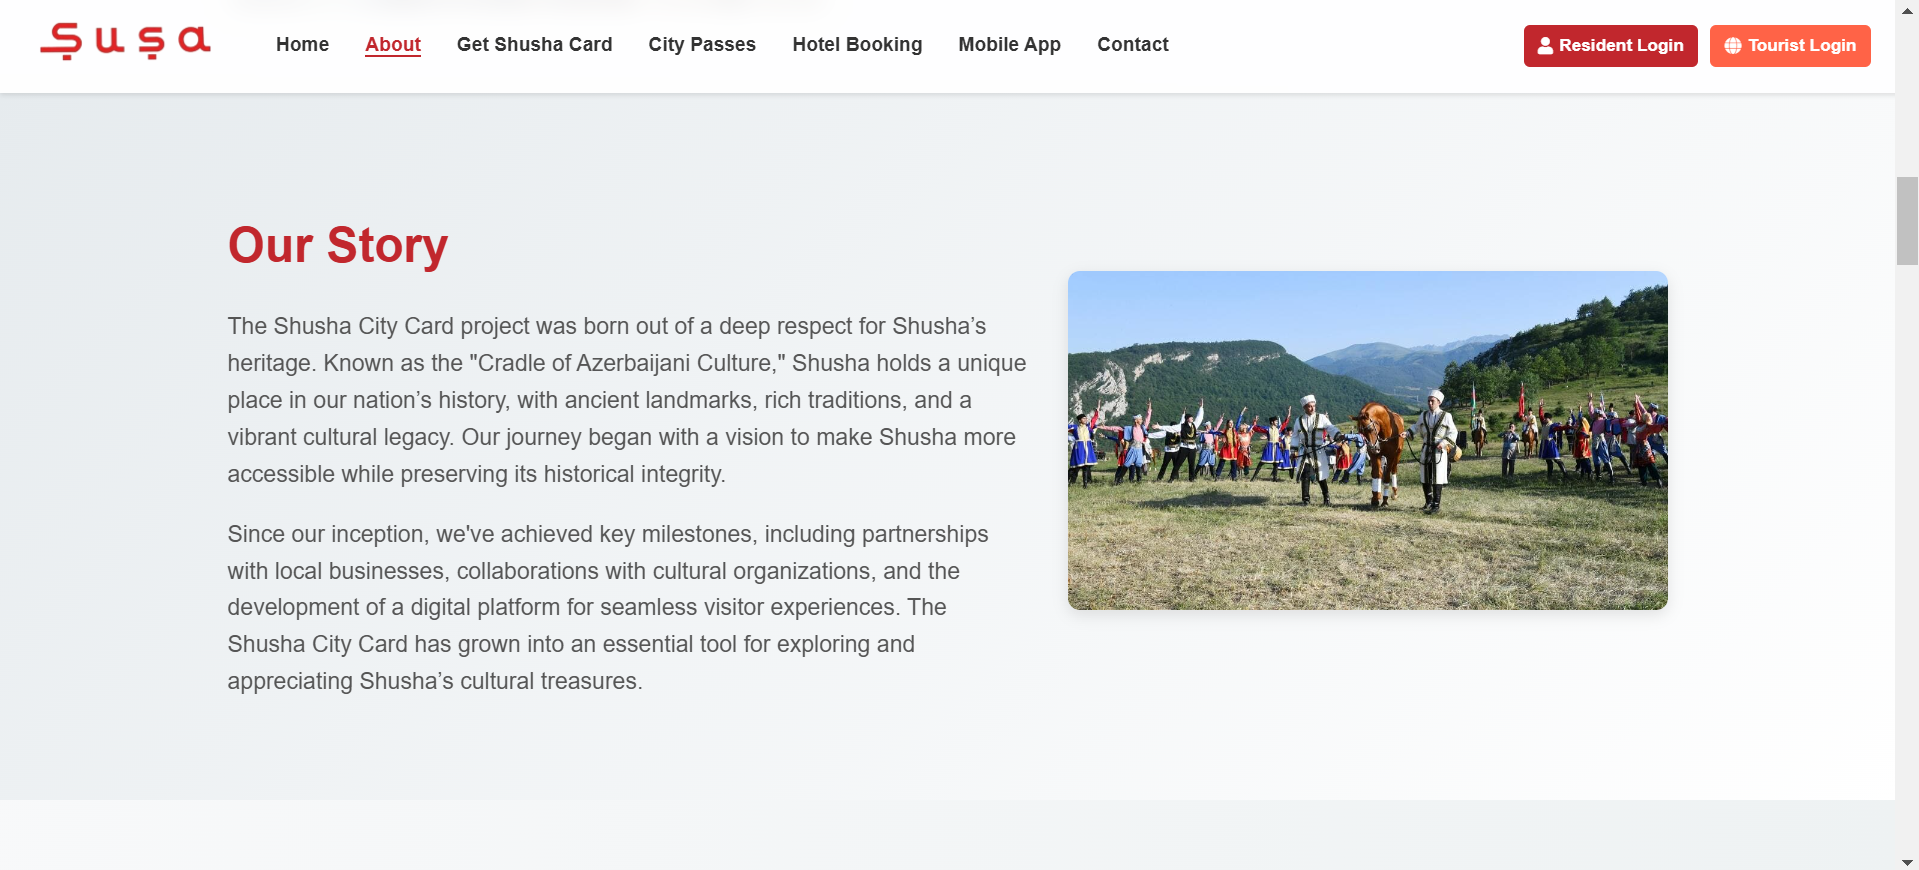 Şuşa
Home About Get Shusha Card City Passes Hotel Booking Mobile App Contact Resident Login Tourist Login
Our Story
The Shusha City Card project was born out of a deep respect for Shusha’s
heritage. Known as the "Cradle of Azerbaijani Culture," Shusha holds a unique
place in our nation’s history, with ancient landmarks, rich traditions, and a
vibrant cultural legacy. Our journey began with a vision to make Shusha more
accessible while preserving its historical integrity.
Since our inception, we've achieved key milestones, including partnerships
with local businesses, collaborations with cultural organizations, and the
development of a digital platform for seamless visitor experiences. The
Shusha City Card has grown into an essential tool for exploring and
appreciating Shusha’s cultural treasures.